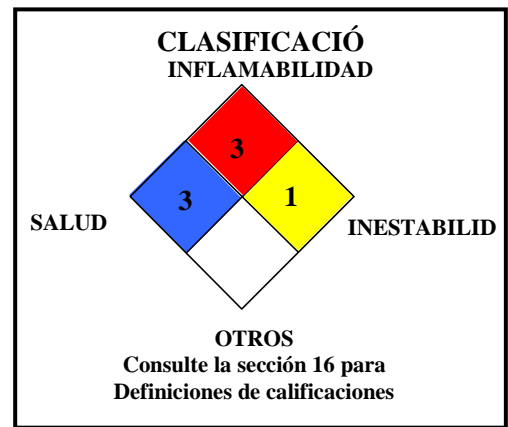 CLASIFICACIÓ
INFLAMABILIDAD
3
3
1
SALUD
INESTABILID
OTROS
Consulte la sección 16 para
Definiciones de calificaciones